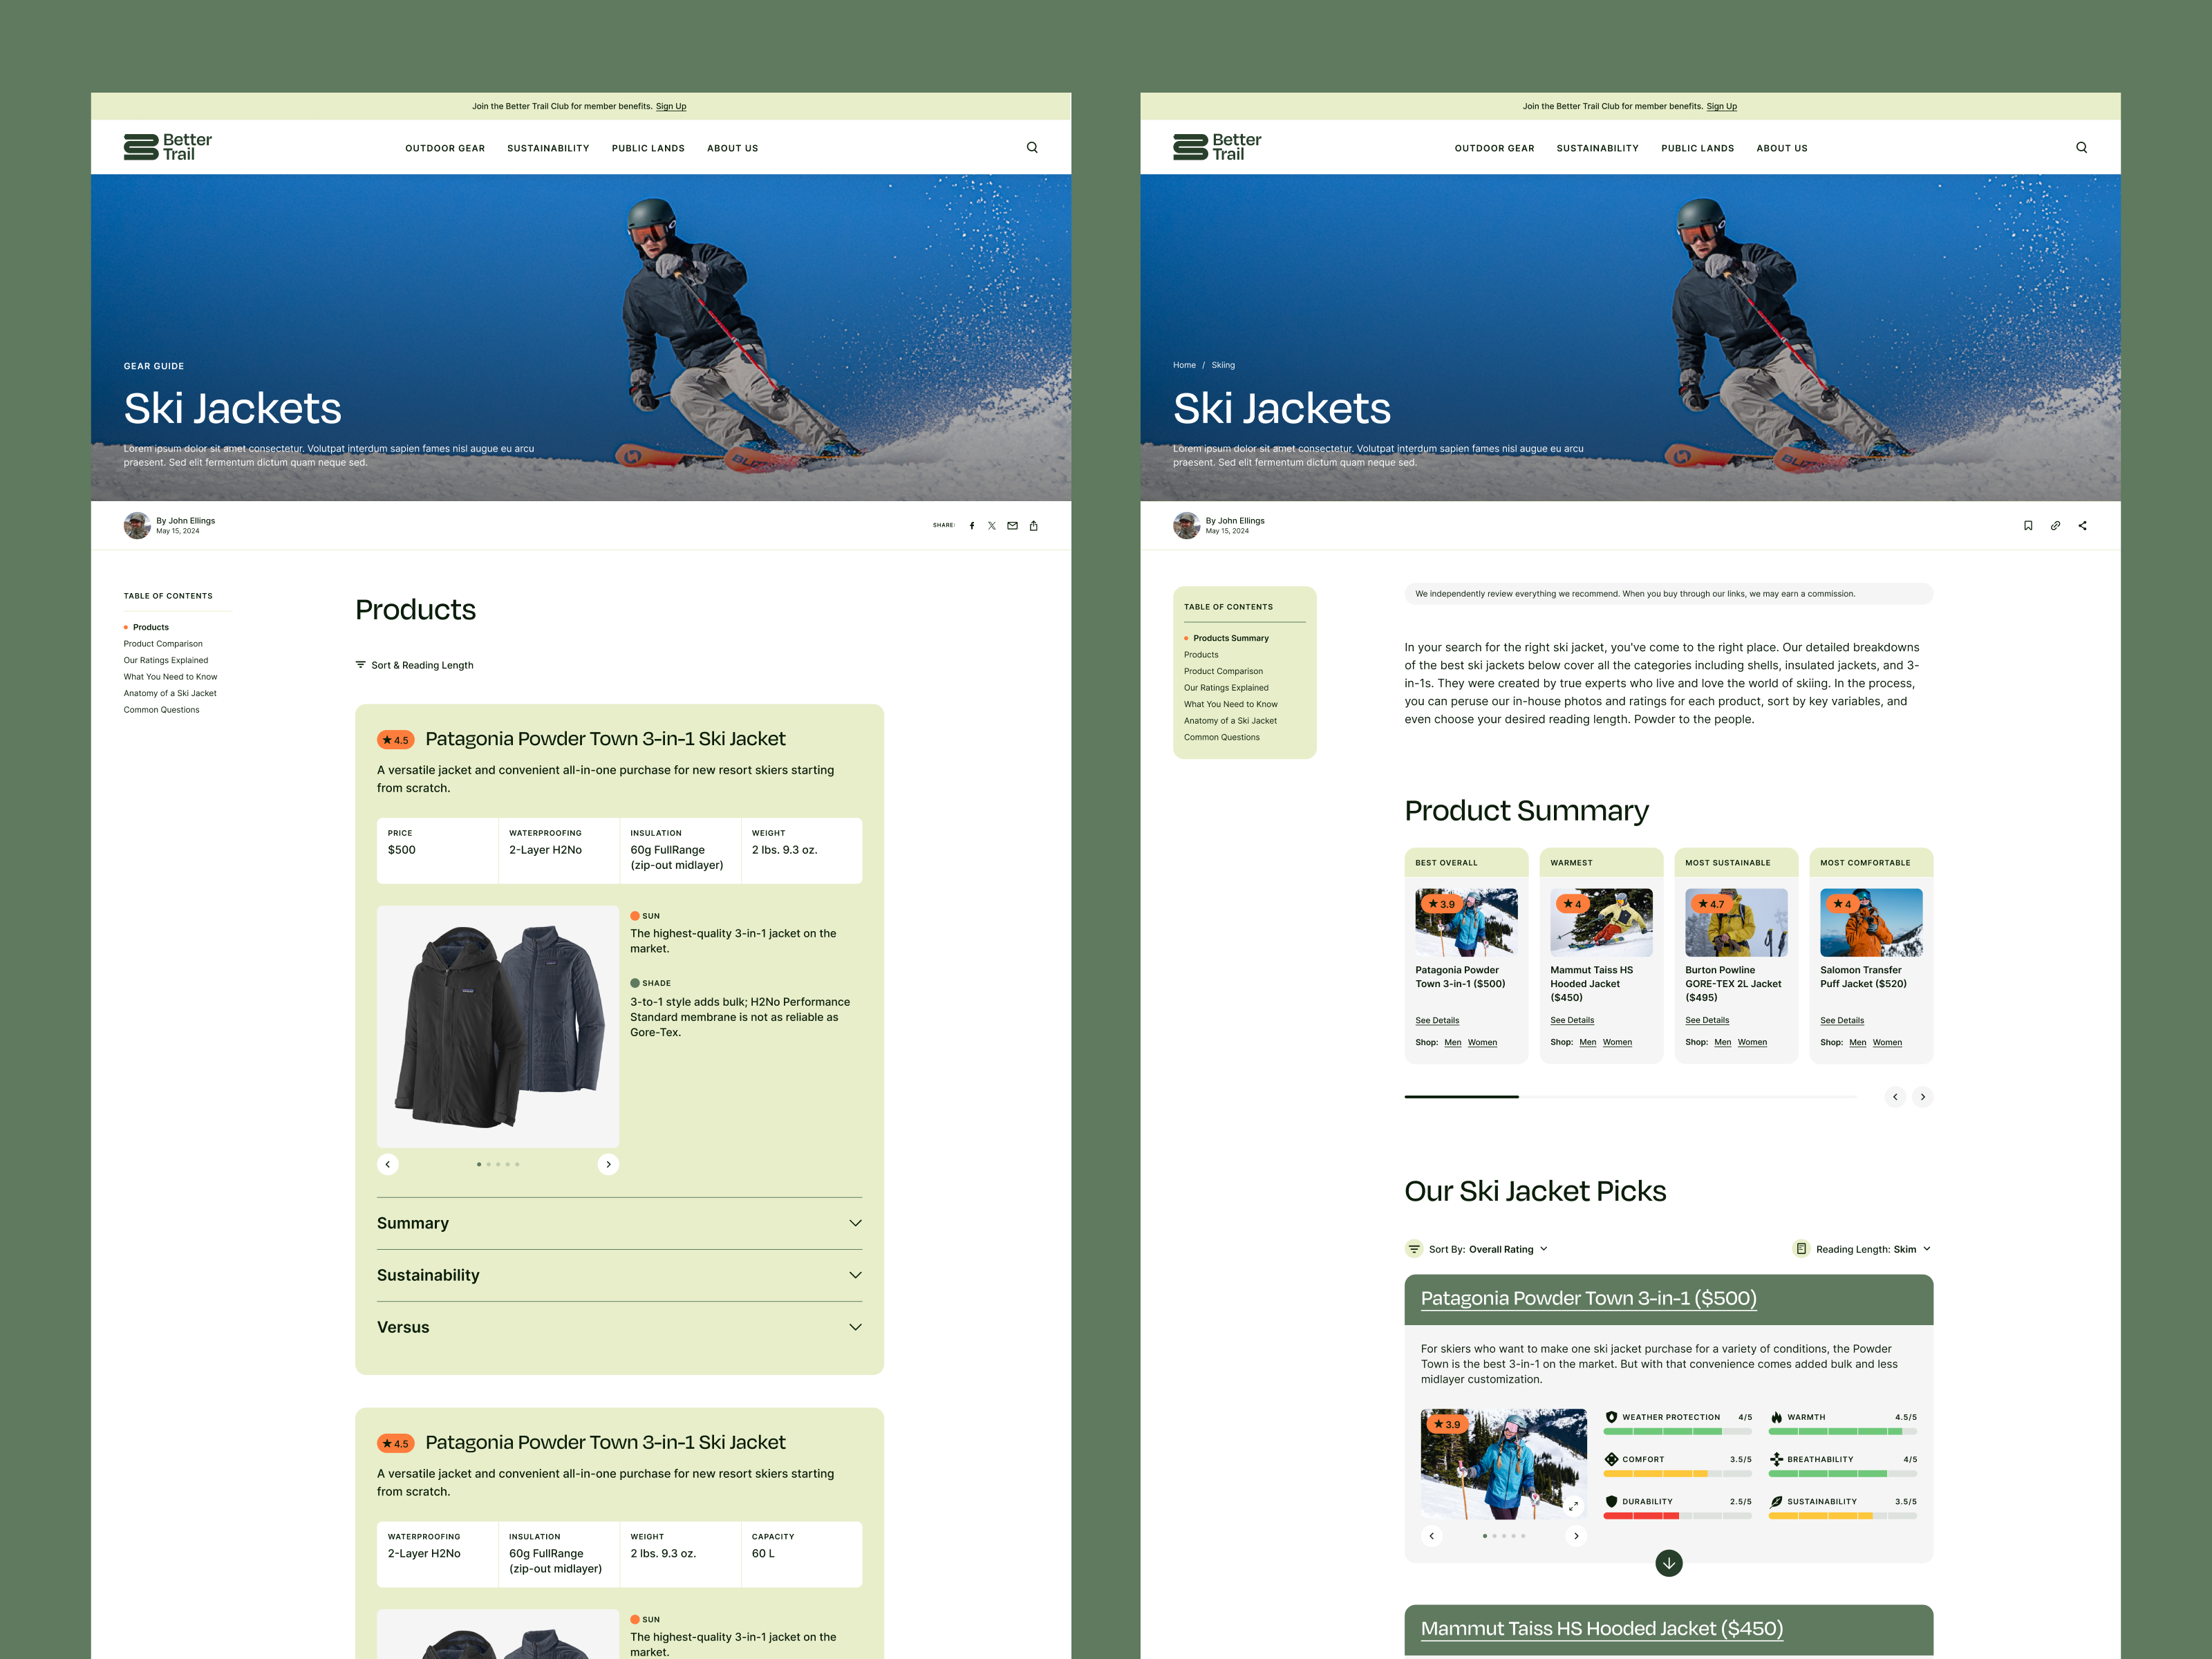 Join the Better Trail Club for member benefits. Sign Up
Better
Trail
OUTDOOR GEAR
SUSTAINABILITY
PUBLIC LANDS
ABOUT US
GEAR GUIDE
Ski Jackets
Lorem ipsum dolor sit amet consectetur. Volutpat interdum sapien fames nisl augue eu arcu
praesent. Sed elit fermentum dictum quam neque sed.
By John Ellings
May 15, 2024
SHARE:
TABLE OF CONTENTS
Products
Product Comparison
Our Ratings Explained
What You Need to Know
Anatomy of a Ski Jacket
Common Questions
Products
Sort & Reading Length
4.5
Patagonia Powder Town 3-in-1 Ski Jacket
A versatile jacket and convenient all-in-one purchase for new resort skiers starting
from scratch.
PRICE
$500
WATERPROOFING
2-Layer H2No
INSULATION
60g FullRange
(zip-out midlayer)
WEIGHT
2 lbs. 9.3 oz.
SUN
The highest-quality 3-in-1 jacket on the
market.
SHADE
3-to-1 style adds bulk; H2No Performance
Standard membrane is not as reliable as
Gore-Tex.
Summary
Sustainability
Versus
4.5
Patagonia Powder Town 3-in-1 Ski Jacket
A versatile jacket and convenient all-in-one purchase for new resort skiers starting
from scratch.
WATERPROOFING
2-Layer H2No
INSULATION
60g FullRange
(zip-out midlayer)
WEIGHT
2 lbs. 9.3 oz.
CAPACITY
60 L
SUN
The highest-quality 3-in-1 jacket on the
market.
Join the Better Trail Club for member benefits. Sign Up
Better
Trail
OUTDOOR GEAR
SUSTAINABILITY
PUBLIC LANDS
ABOUT US
Home / Skiing
Ski Jackets
Lorem ipsum dolor sit amet consectetur. Volutpat interdum sapien fames nisl augue eu arcu
praesent. Sed elit fermentum dictum quam neque sed.
By John Ellings
May 15, 2024
TABLE OF CONTENTS
Products Summary
Products
Product Comparison
Our Ratings Explained
What You Need to Know
Anatomy of a Ski Jacket
Common Questions
We independently review everything we recommend. When you buy through our links, we may earn a commission.
In your search for the right ski jacket, you've come to the right place. Our detailed breakdowns
of the best ski jackets below cover all the categories including shells, insulated jackets, and 3-
in-1s. They were created by true experts who live and love the world of skiing. In the process,
you can peruse our in-house photos and ratings for each product, sort by key variables, and
even choose your desired reading length. Powder to the people.
Product Summary
BEST OVERALL
3.9
Patagonia Powder
Town 3-in-1 ($500)
See Details
Shop: Men Women
WARMEST
4
Mammut Taiss HS
Hooded Jacket
($450)
See Details
Shop: Men Women
MOST SUSTAINABLE
4.7
Burton Powline
GORE-TEX 2L Jacket
($495)
See Details
Shop: Men Women
MOST COMFORTABLE
4
Salomon Transfer
Puff Jacket ($520)
See Details
Shop: Men Women
Our Ski Jacket Picks
Sort By: Overall Rating
Reading Length: Skim
Patagonia Powder Town 3-in-1 ($500)
For skiers who want to make one ski jacket purchase for a variety of conditions, the Powder
Town is the best 3-in-1 on the market. But with that convenience comes added bulk and less
midlayer customization.
3.9
WEATHER PROTECTION 4/5
WARMTH 4.5/5
COMFORT 3.5/5
BREATHABILITY 4/5
DURABILITY 2.5/5
SUSTAINABILITY 3.5/5
Mammut Taiss HS Hooded Jacket ($450)